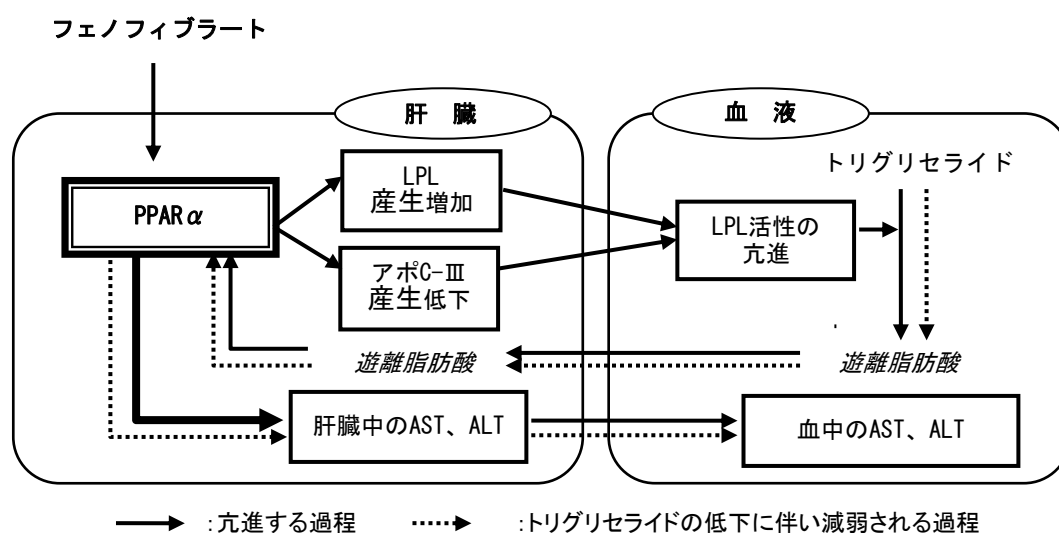 フェノフィブラート
肝 臓
血 液
トリグリセライド
LPL
産生増加
PPARα
LPL活性の
亢進
アポC-Ⅲ
産生低下
遊離脂肪酸
遊離脂肪酸
肝臓中のAST、ALT
血中のAST、ALT
:亢進する過程
:トリグリセライドの低下に伴い減弱される過程